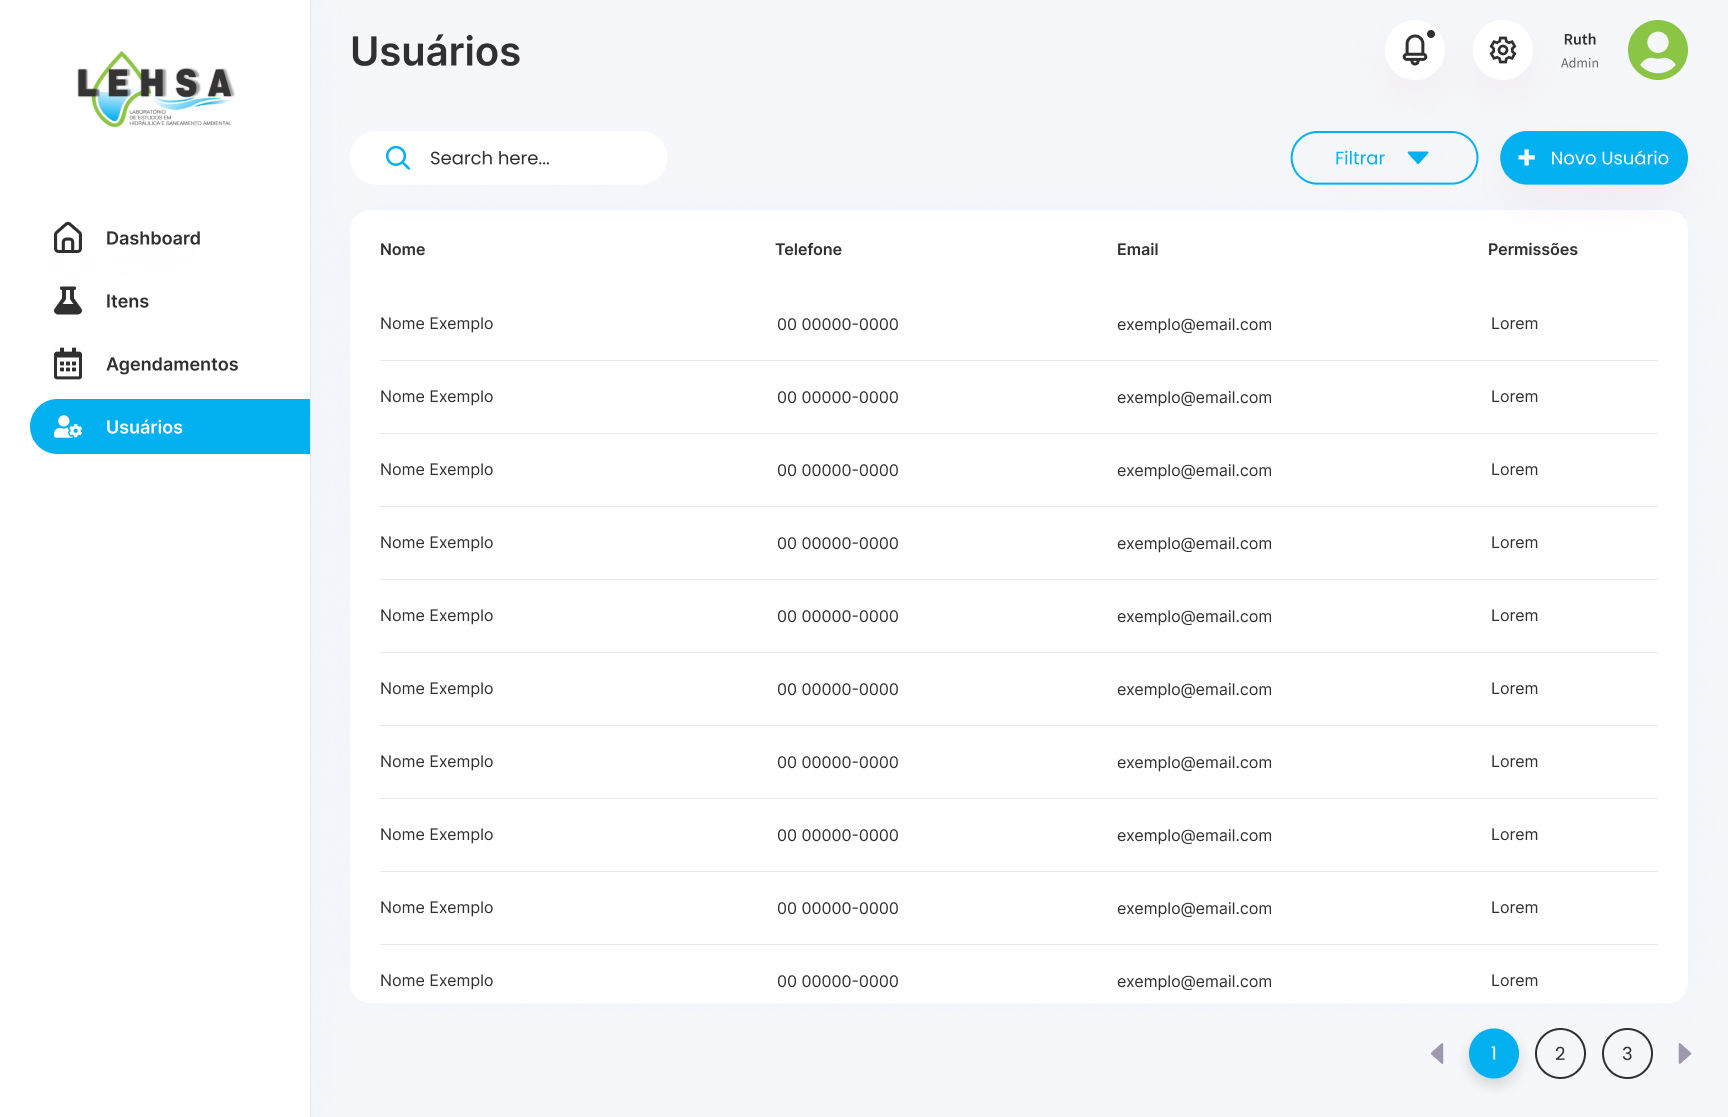 LEHSA
LABORATÓRIO
DE ESTUDOS EM
HIDRÁULICA E SANEAMENTO AMBIENTAL
Dashboard
Itens
Agendamentos
Usuários
Usuários
Ruth
Admin
Search here...
Filtrar
Novo Usuário
Nome Telefone Email Permissões
Nome Exemplo 00 00000-0000 exemplo@email.com Lorem
Nome Exemplo 00 00000-0000 exemplo@email.com Lorem
Nome Exemplo 00 00000-0000 exemplo@email.com Lorem
Nome Exemplo 00 00000-0000 exemplo@email.com Lorem
Nome Exemplo 00 00000-0000 exemplo@email.com Lorem
Nome Exemplo 00 00000-0000 exemplo@email.com Lorem
Nome Exemplo 00 00000-0000 exemplo@email.com Lorem
Nome Exemplo 00 00000-0000 exemplo@email.com Lorem
Nome Exemplo 00 00000-0000 exemplo@email.com Lorem
Nome Exemplo 00 00000-0000 exemplo@email.com Lorem
1 2 3